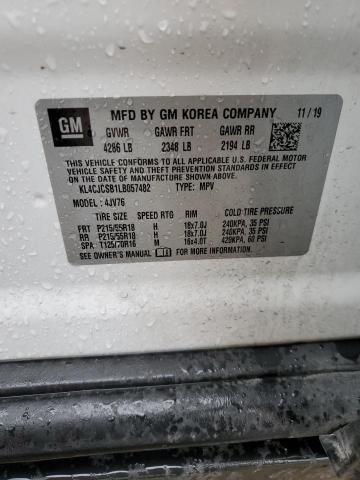 GM
MFD BY GM KOREA COMPANY 11/19
GVWR GAWR FRT GAWR RR
4286 LB 2348 LB 2194 LB
THIS VEHICLE CONFORMS TO ALL APPLICABLE U.S. FEDERAL MOTOR
VEHICLE SAFETY STANDARDS IN EFFECT ON THE DATE OF
MANUFACTURE SHOWN ABOVE.
KL4CJCSB1LB057482 TYPE: MPV
MODEL: 4JV76
TIRE SIZE SPEED RTG RIM COLD TIRE PRESSURE
FRT P215/55R18 H 18x7.0J 240KPA, 35 PSI
RR P215/55R18 H 18x7.0J 240KPA, 35 PSI
SPA T125/70R16 M 16x4.0T 420KPA, 60 PSI
SEE OWNER'S MANUAL FOR MORE INFORMATION.